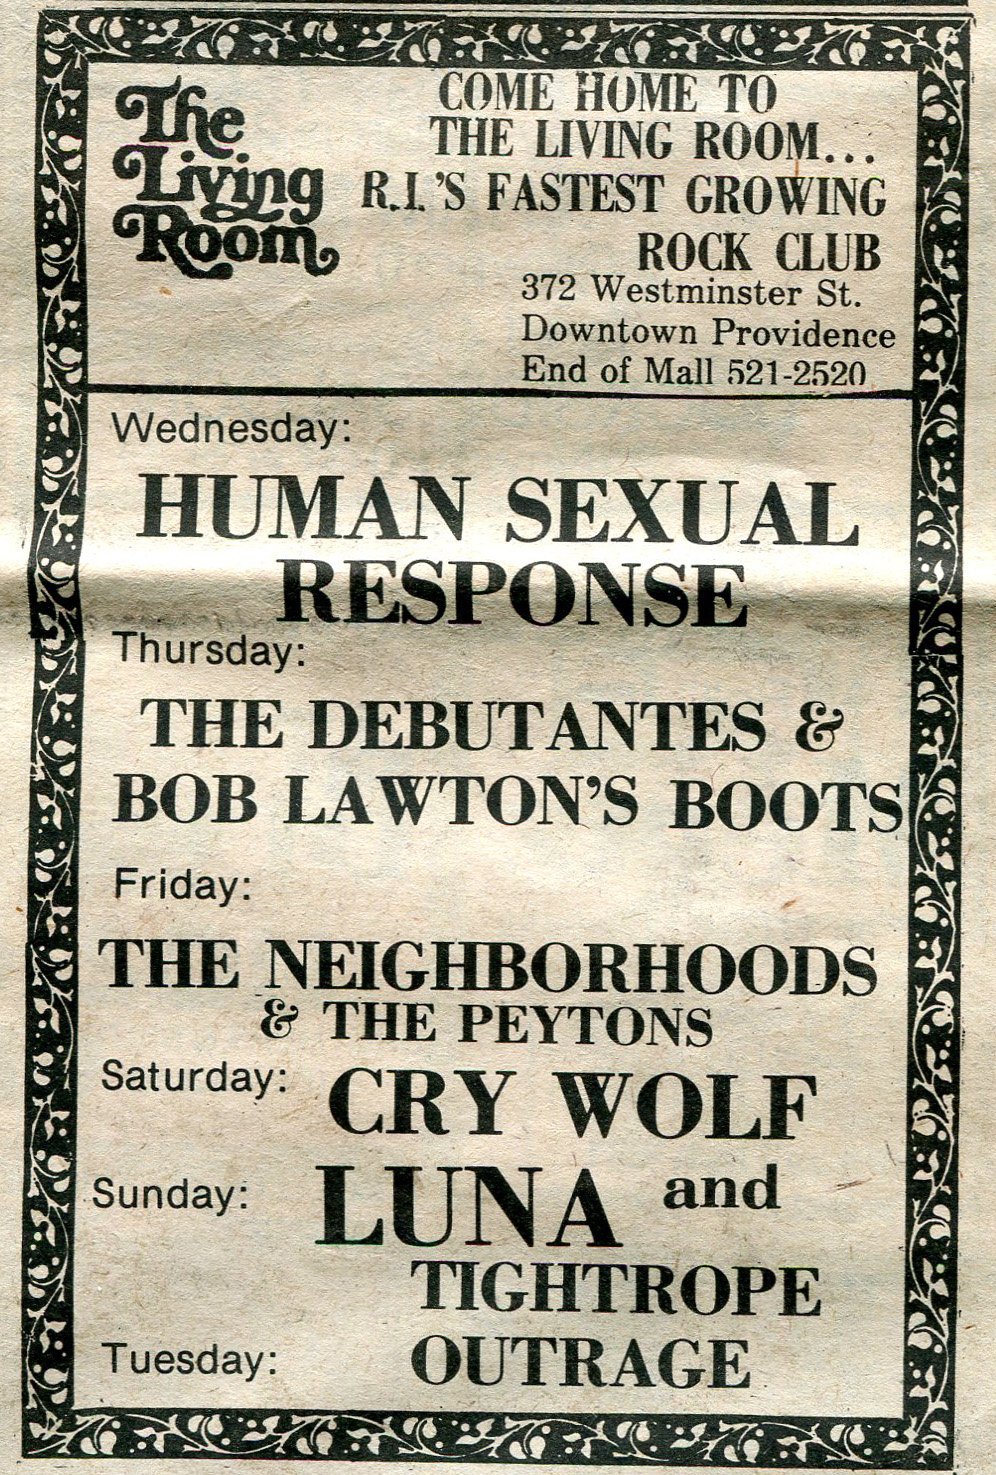 The
Living
Room
COME HOME TO
THE LIVING ROOM...
R.I.'S FASTEST GROWING
ROCK CLUB
372 Westminster St.
Downtown Providence
End of Mall 521-2520
Wednesday:
HUMAN SEXUAL
RESPONSE
Thursday:
THE DEBUTANTES &
BOB LAWTON'S BOOTS
Friday:
THE NEIGHBORHOODS
& THE PEYTONS
Saturday: CRY WOLF
Sunday: LUNA and
TIGHTROPE
Tuesday: OUTRAGE